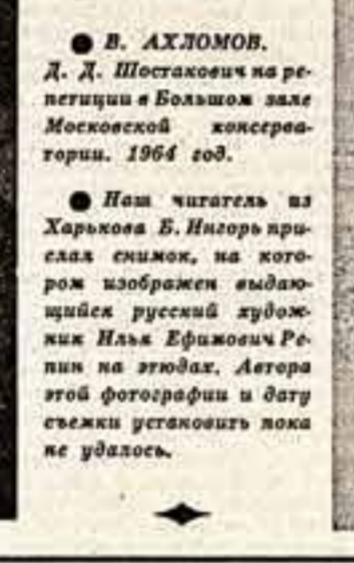 ● В. АХЛОМОВ.
Д. Д. Шостакович на ре-
петиции в Большом зале
Московской консерва-
тории. 1964 год.
● Наш читатель из
Харькова Б. Ингорь при-
слал снимок, на кото-
ром изображен выдаю-
щийся русский худож-
ник Илья Ефимович Ре-
пин на этюдах. Автора
этой фотографии и дату
съемки установить пока
не удалось.